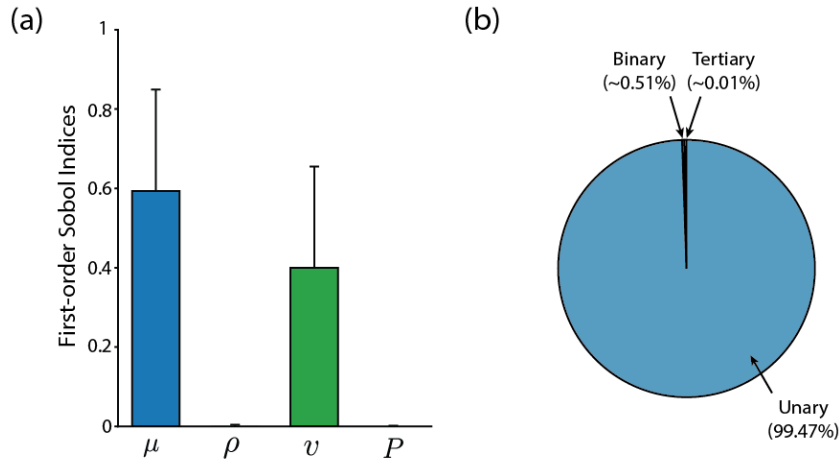 (a)
First-order Sobol Indices
1
0.8
0.6
0.4
0.2
0
μ
ρ
v
P
(b)
Binary
(~0.51%)
Tertiary
(~0.01%)
Unary
(99.47%)